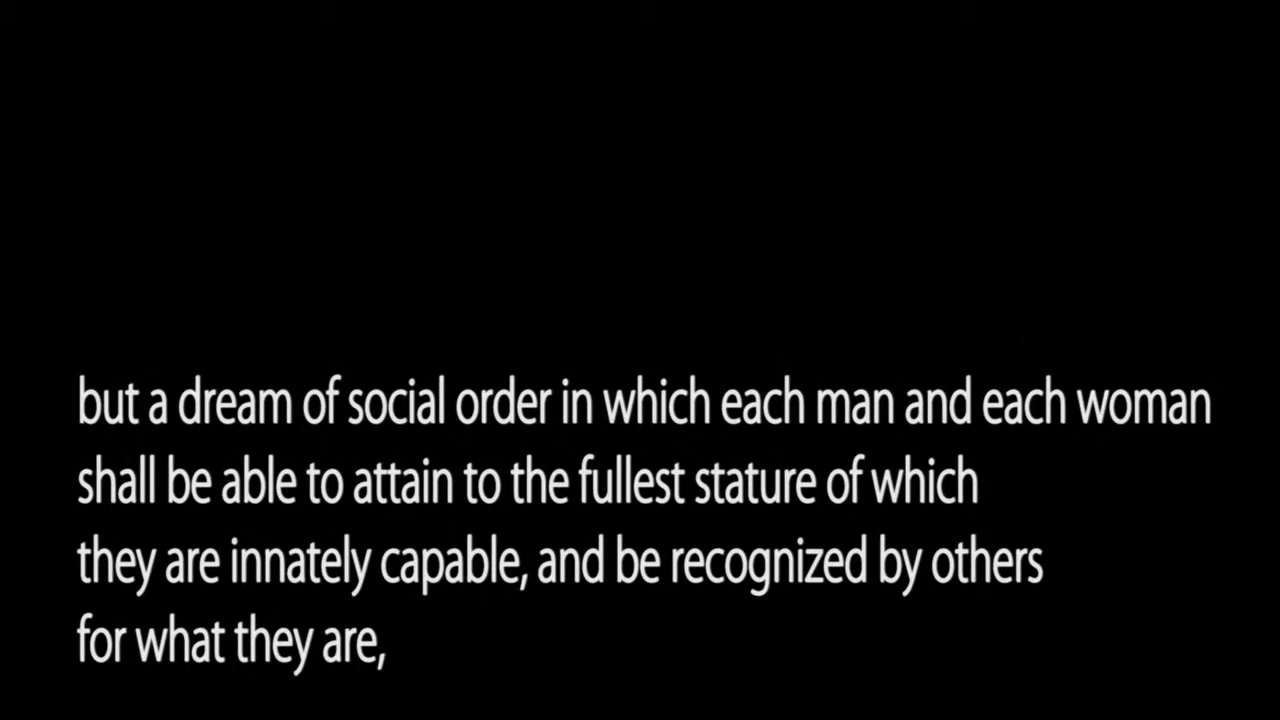 but a dream of social order in which each man and each woman
shall be able to attain to the fullest stature of which
they are innately capable, and be recognized by others
for what they are,